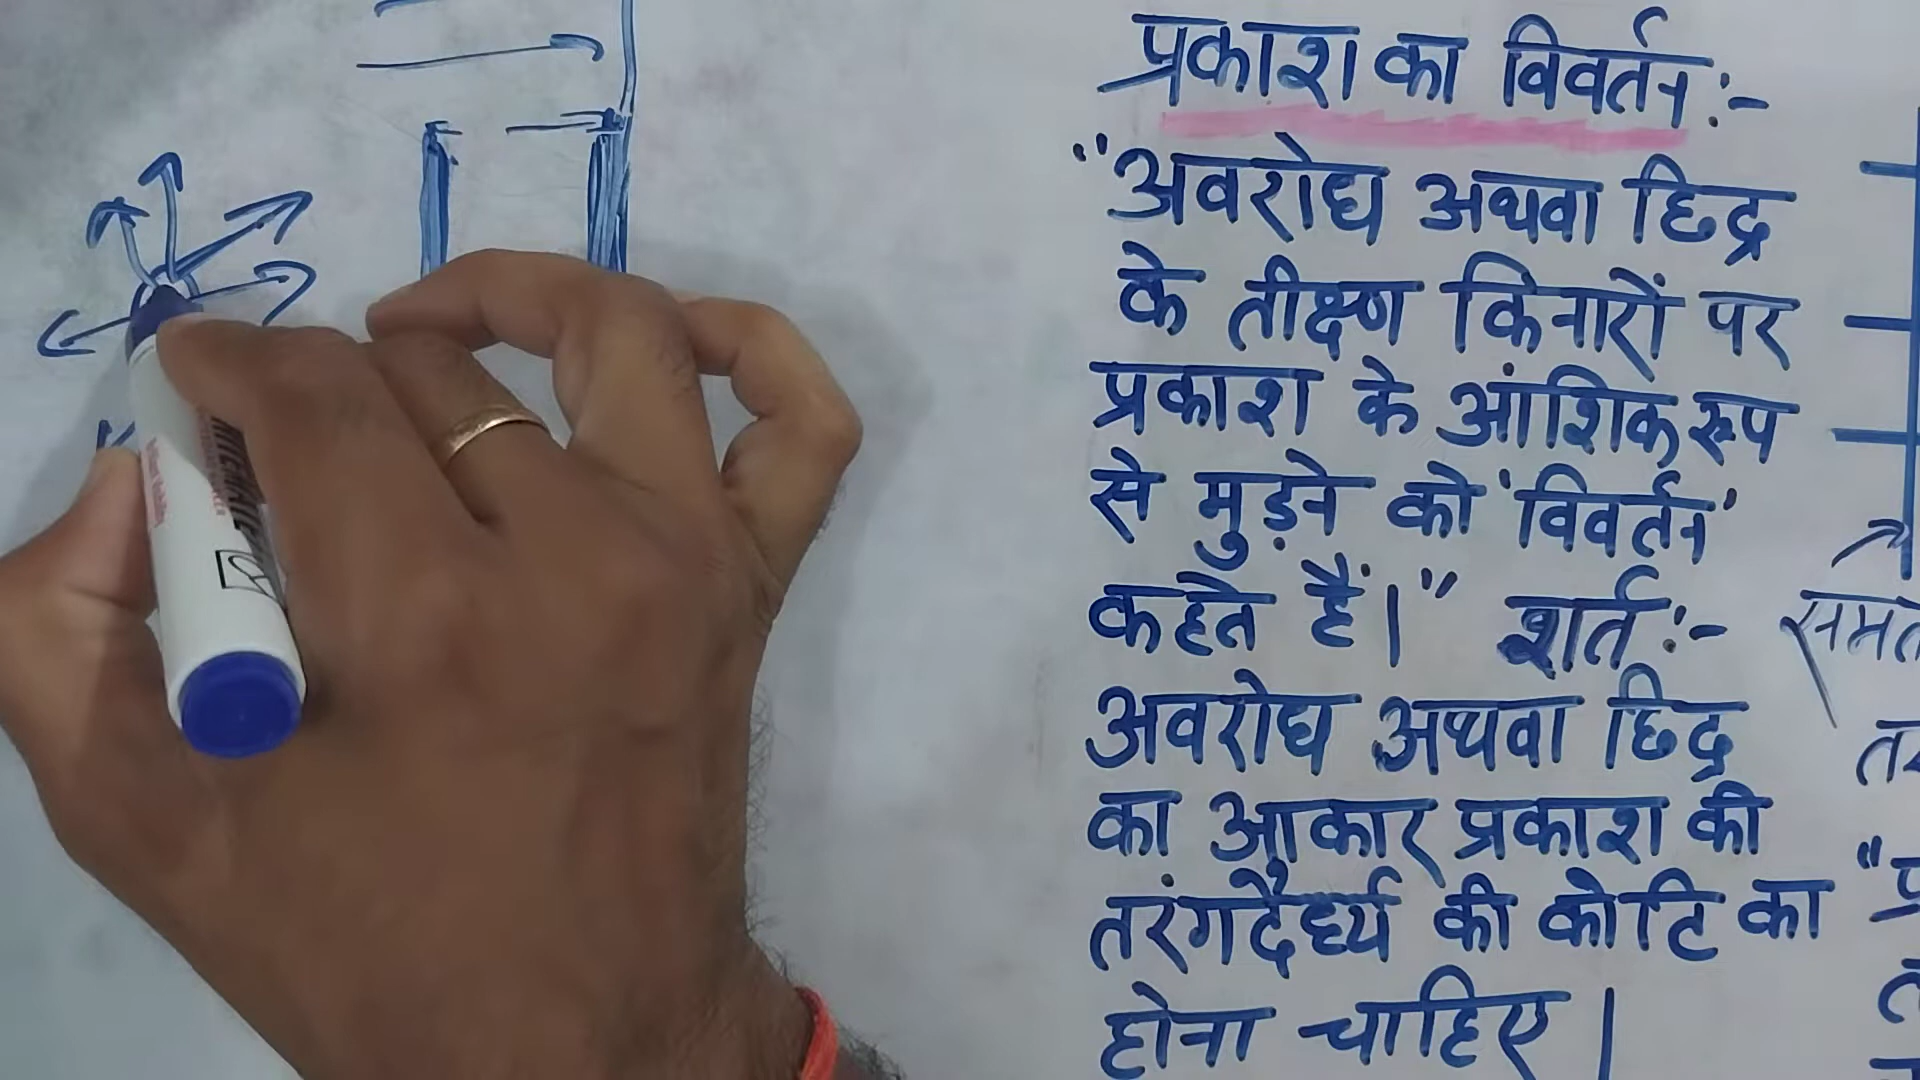 प्रकाश का विवर्तन :-
"अवरोध अथवा छिद्र
के तीक्ष्ण किनारों पर
प्रकाश के आंशिक रूप
से मुड़ने को 'विवर्तन'
कहते हैं।" शर्त :-
अवरोध अथवा छिद्र
का आकार प्रकाश की
तरंगदैर्ध्य की कोटि का
होना चाहिए।